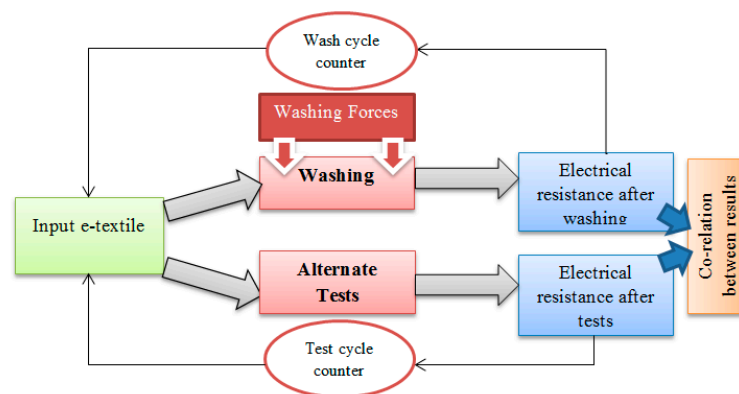 Wash cycle
counter
Washing Forces
Washing
Electrical
resistance after
washing
Input e-textile
Co-relation
between results
Alternate
Tests
Electrical
resistance after
tests
Test cycle
counter